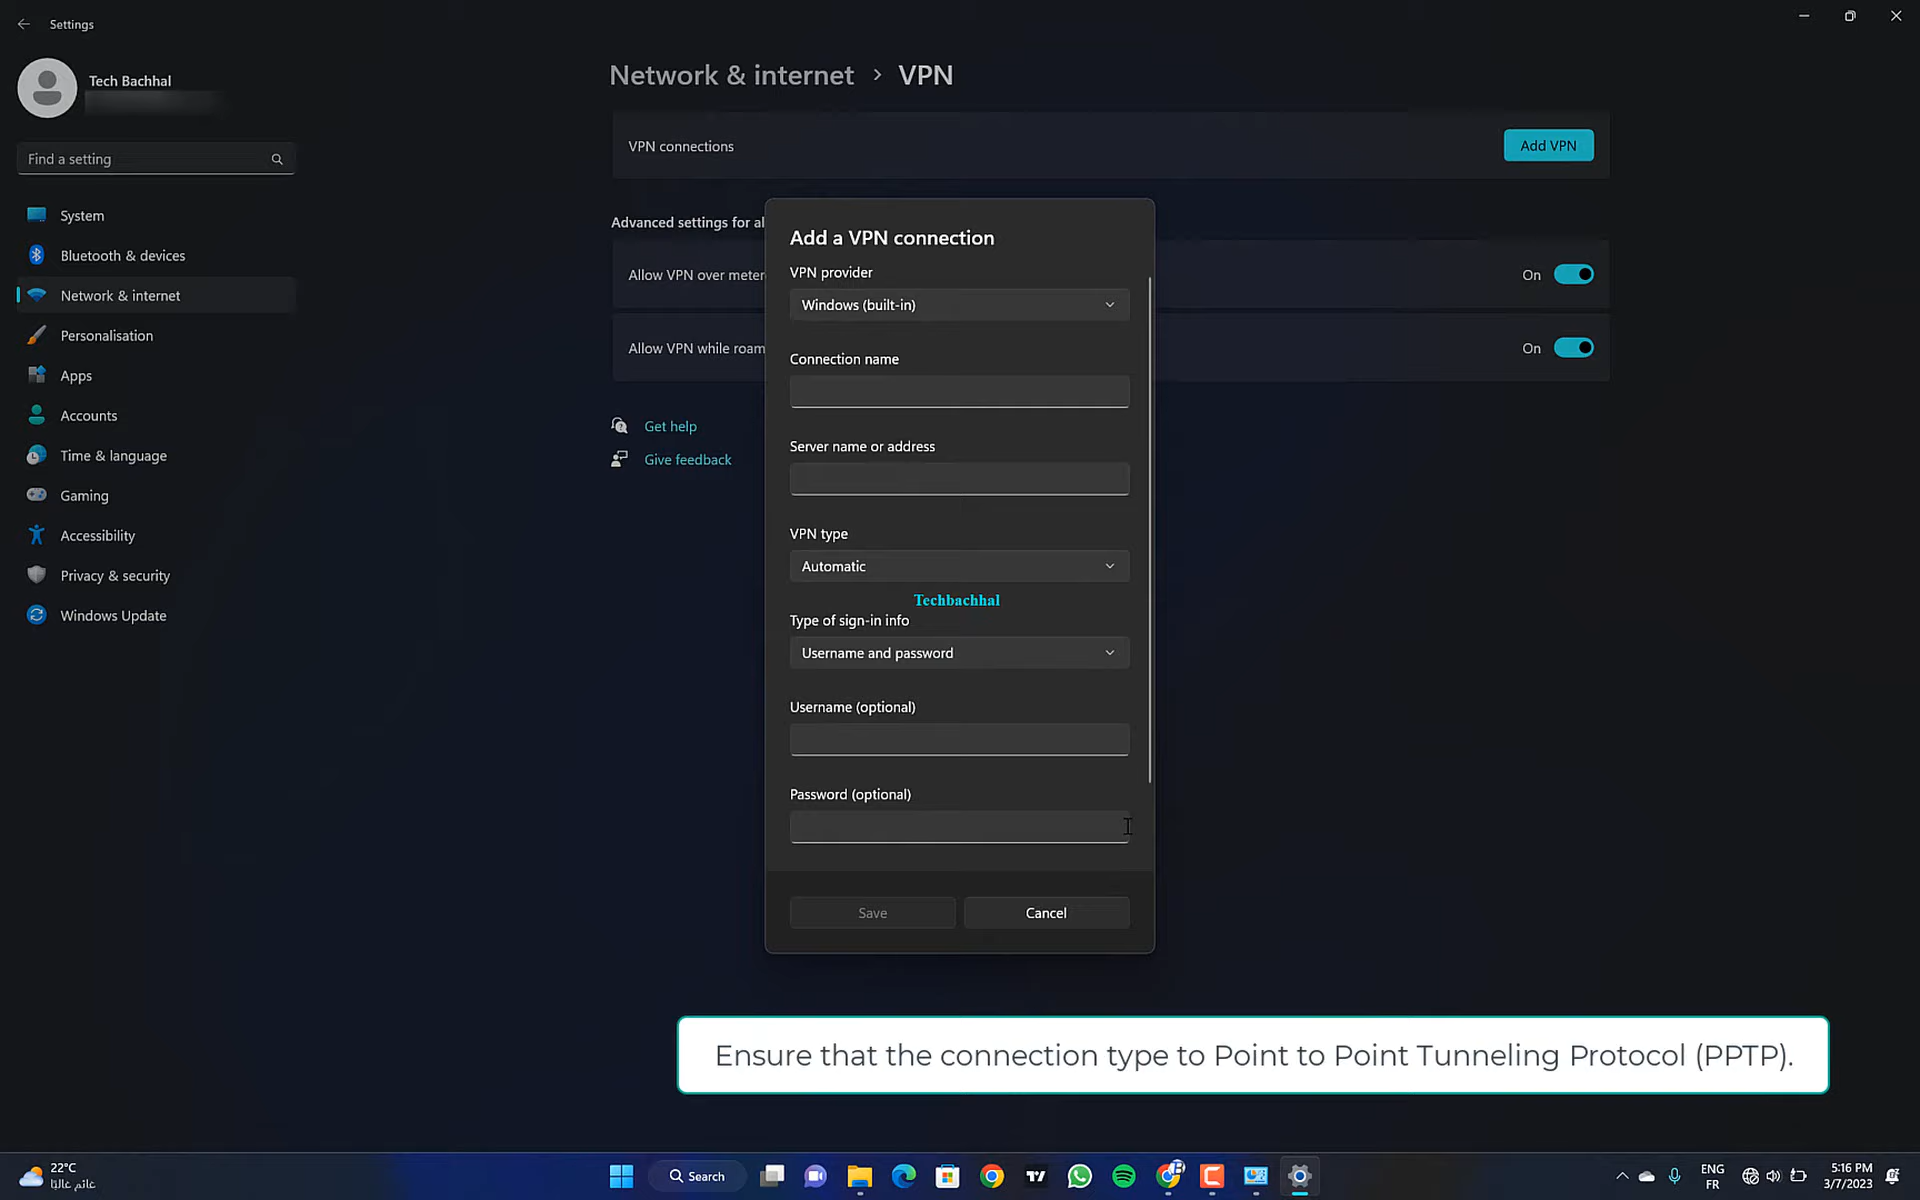 Settings
Tech Bachhal
Find a setting
System
Bluetooth & devices
Network & internet
Personalisation
Apps
Accounts
Time & language
Gaming
Accessibility
Privacy & security
Windows Update
Network & internet > VPN
VPN connections
Add VPN
Advanced settings for al
Allow VPN over meter
On
Allow VPN while roam
On
Get help
Give feedback
Add a VPN connection
VPN provider
Windows (built-in)
Connection name
Server name or address
VPN type
Automatic
Techbachhal
Type of sign-in info
Username and password
Username (optional)
Password (optional)
Save
Cancel
Ensure that the connection type to Point to Point Tunneling Protocol (PPTP).
22°C
غائم غالبًا
Search
ENG
FR
5:16 PM
3/7/2023